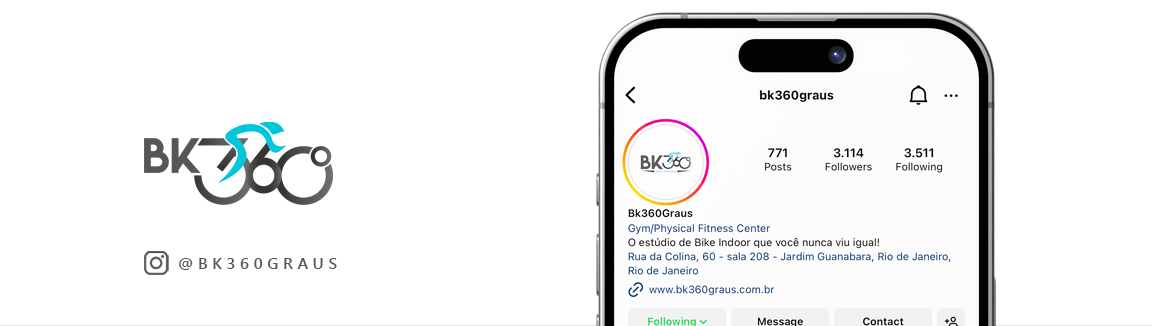 BK360°
@BK360GRAUS
bk360graus
BK360°
771
Posts
3.114
Followers
3.511
Following
Bk360Graus
Gym/Physical Fitness Center
O estúdio de Bike Indoor que você nunca viu igual!
Rua da Colina, 60 - sala 208 - Jardim Guanabara, Rio de Janeiro,
Rio de Janeiro
www.bk360graus.com.br
Following
Message
Contact